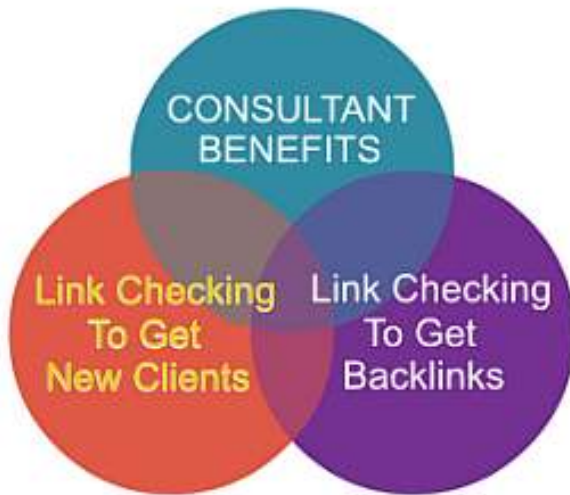 CONSULTANT
BENEFITS
Link Checking
To Get
New Clients
Link Checking
To Get
Backlinks